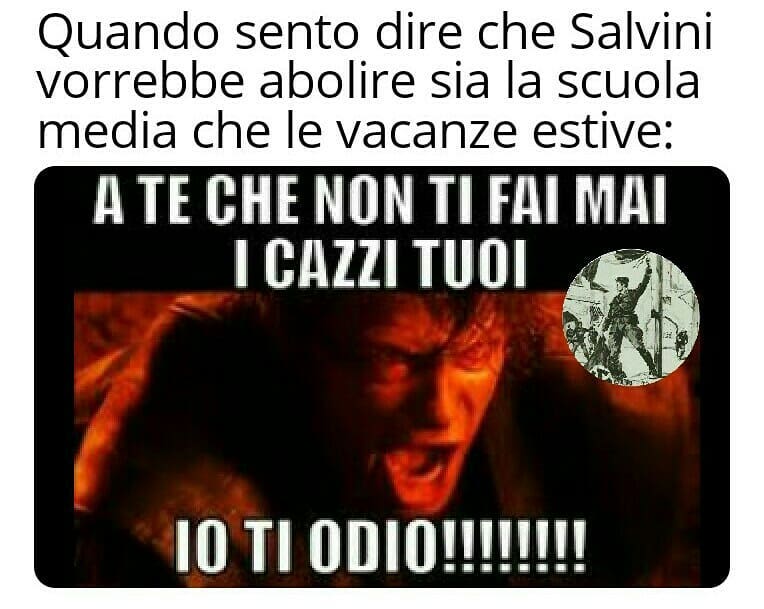 Quando sento dire che Salvini
vorrebbe abolire sia la scuola
media che le vacanze estive:
A TE CHE NON TI FAI MAI
I CAZZI TUOI
IO TI ODIO!!!!!!!!